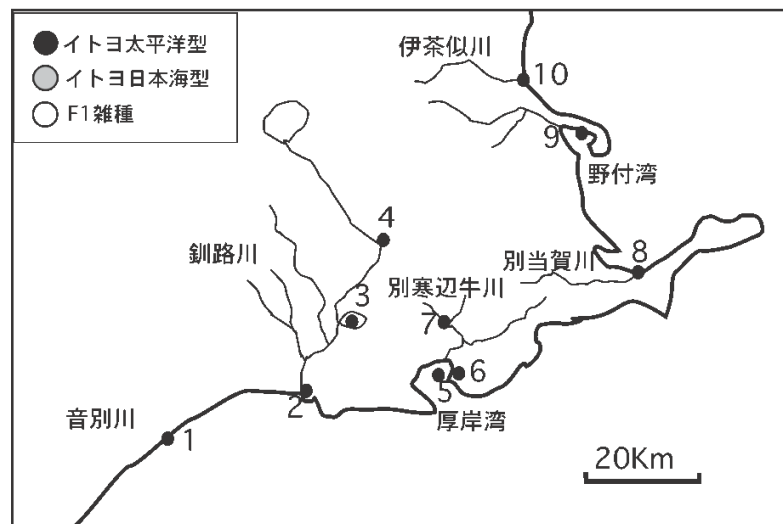 イトヨ太平洋型
イトヨ日本海型
F1雑種
伊茶似川
10
9
野付湾
4
釧路川
別当賀川
8
3
別寒辺牛川
7
2
5
6
厚岸湾
音別川
1
20Km